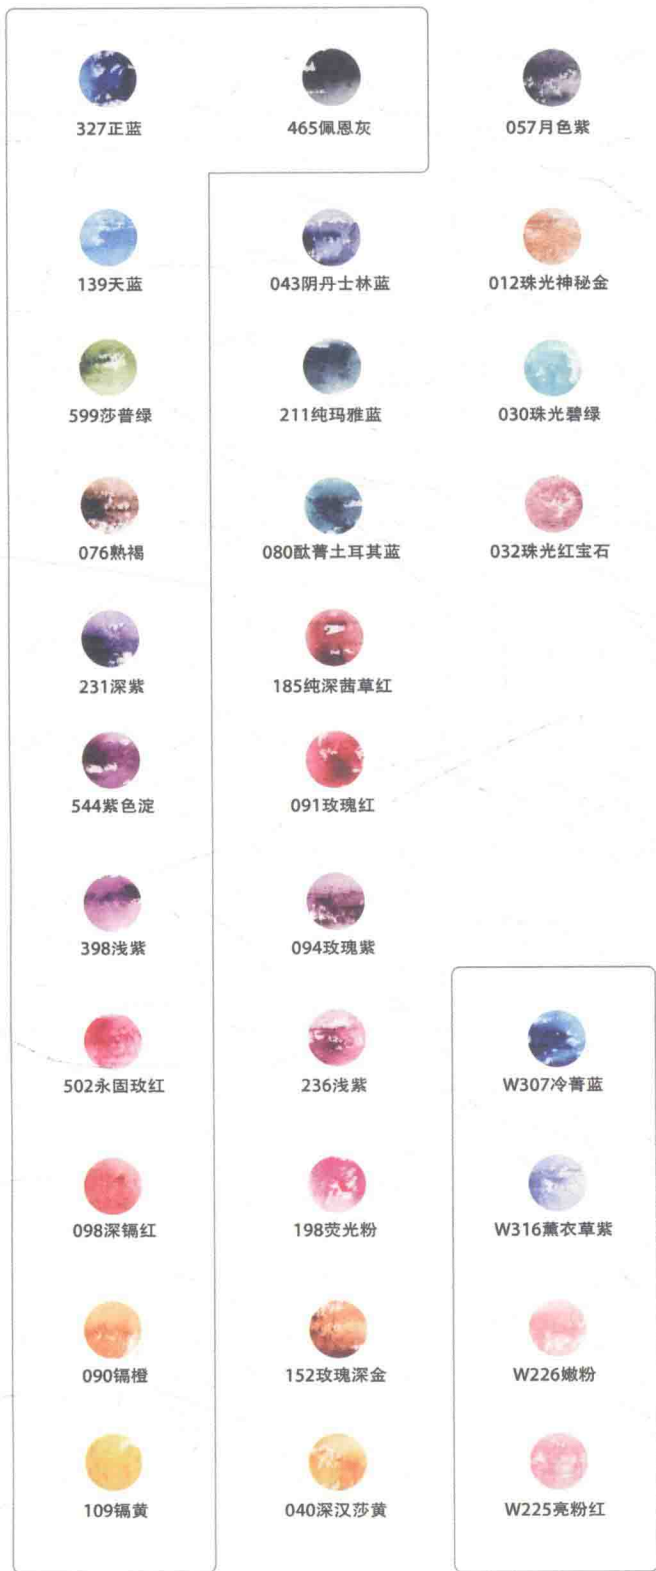 327正蓝
465佩恩灰
057月色紫
139天蓝
043阴丹士林蓝
012珠光神秘金
599莎普绿
211纯玛雅蓝
030珠光碧绿
076熟褐
080酞菁土耳其蓝
032珠光红宝石
231深紫
185纯深茜草红
544紫色淀
091玫瑰红
398浅紫
094玫瑰紫
502永固玫红
236浅紫
W307冷菁蓝
098深镉红
198荧光粉
W316薰衣草紫
090镉橙
152玫瑰深金
W226嫩粉
109镉黄
040深汉莎黄
W225亮粉红